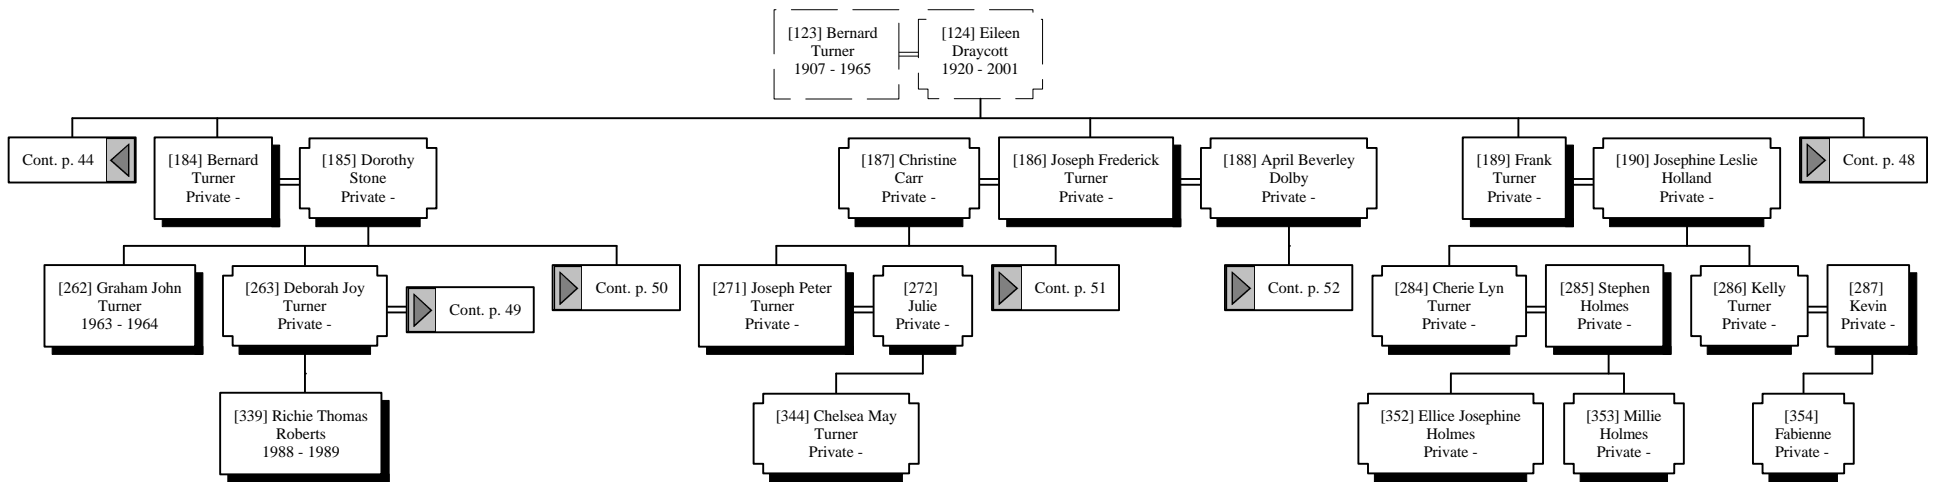 [123] Bernard
Turner
1907 - 1965
[124] Eileen
Draycott
1920 - 2001
Cont. p. 44
[184] Bernard
Turner
Private -
[185] Dorothy
Stone
Private -
[187] Christine
Carr
Private -
[186] Joseph Frederick
Turner
Private -
[188] April Beverley
Dolby
Private -
[189] Frank
Turner
Private -
[190] Josephine Leslie
Holland
Private -
Cont. p. 48
[262] Graham John
Turner
1963 - 1964
[263] Deborah Joy
Turner
Private -
Cont. p. 49
Cont. p. 50
[271] Joseph Peter
Turner
Private -
[272]
Julie
Private -
Cont. p. 51
Cont. p. 52
[284] Cherie Lyn
Turner
Private -
[285] Stephen
Holmes
Private -
[286] Kelly
Turner
Private -
[287]
Kevin
Private -
[339] Richie Thomas
Roberts
1988 - 1989
[344] Chelsea May
Turner
Private -
[352] Ellice Josephine
Holmes
Private -
[353] Millie
Holmes
Private -
[354]
Fabienne
Private -